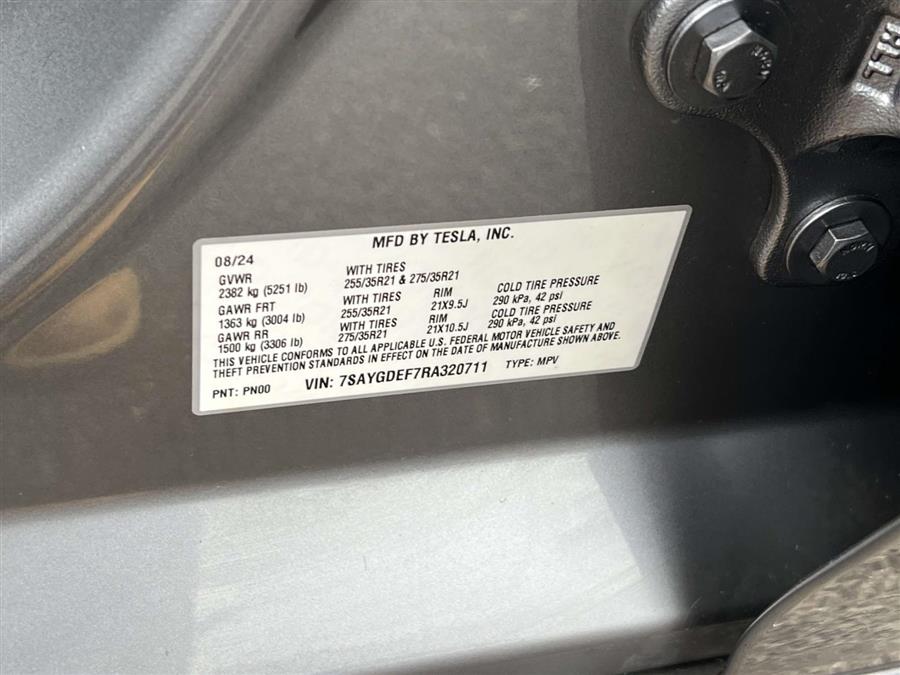 MFD BY TESLA, INC.
08/24
GVWR WITH TIRES
2382 kg (5251 lb) 255/35R21 & 275/35R21
GAWR FRT WITH TIRES RIM COLD TIRE PRESSURE
1363 kg (3004 lb) 255/35R21 21X9.5J 290 kPa, 42 psi
GAWR RR WITH TIRES RIM COLD TIRE PRESSURE
1500 kg (3306 lb) 275/35R21 21X10.5J 290 kPa, 42 psi
THIS VEHICLE CONFORMS TO ALL APPLICABLE U.S. FEDERAL MOTOR VEHICLE SAFETY AND
THEFT PREVENTION STANDARDS IN EFFECT ON THE DATE OF MANUFACTURE SHOWN ABOVE.
PNT: PN00 VIN: 7SAYGDEF7RA320711 TYPE: MPV